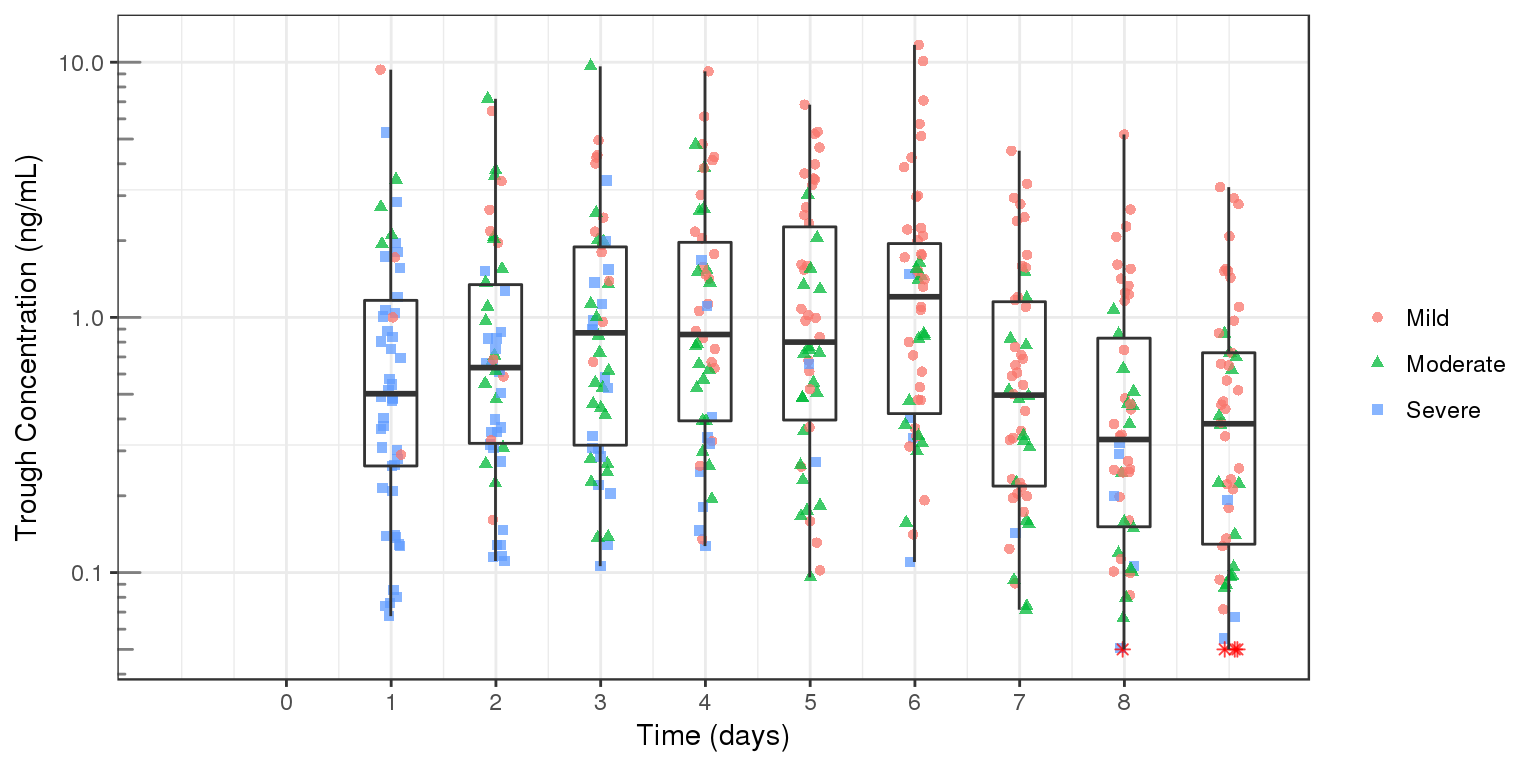 Trough Concentration (ng/mL)
10.0
1.0
0.1
0 1 2 3 4 5 6 7 8
Time (days)
Mild
Moderate
Severe